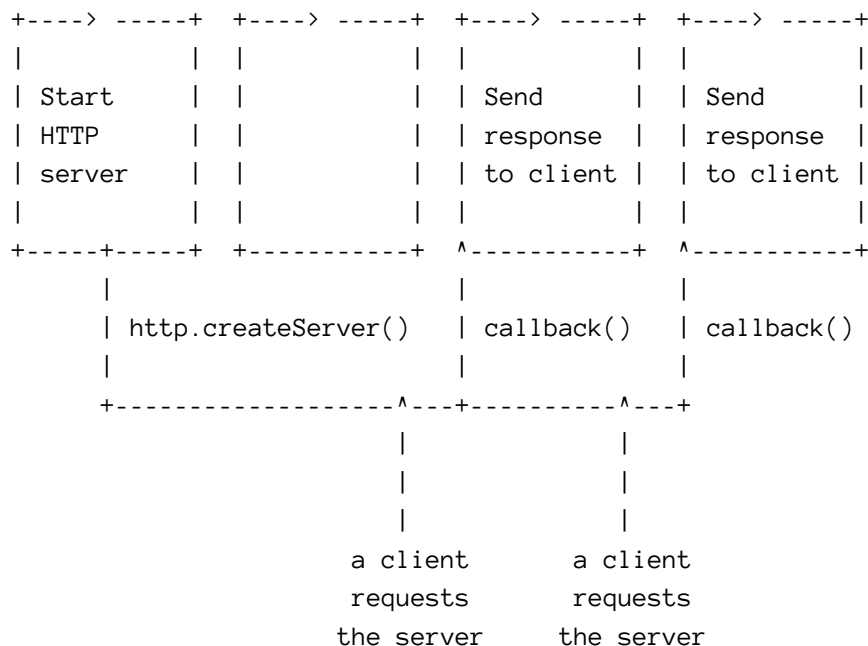 +----> -----+  +----> -----+  +----> -----+  +----> -----+
|           |  |           |  |           |  |           |
| Start     |  |           |  | Send      |  | Send      |
| HTTP      |  |           |  | response  |  | response  |
| server    |  |           |  | to client |  | to client |
|           |  |           |  |           |  |           |
+-----+-----+  +-----------+  ^-----------+  ^-----------+
      |                       |              |
      | http.createServer()   | callback()   | callback()
      |                       |              |
      +-------------------^---+----------^---+
                          |              |
                          |              |
                          |              |
                      a client       a client
                      requests       requests
                     the server     the server